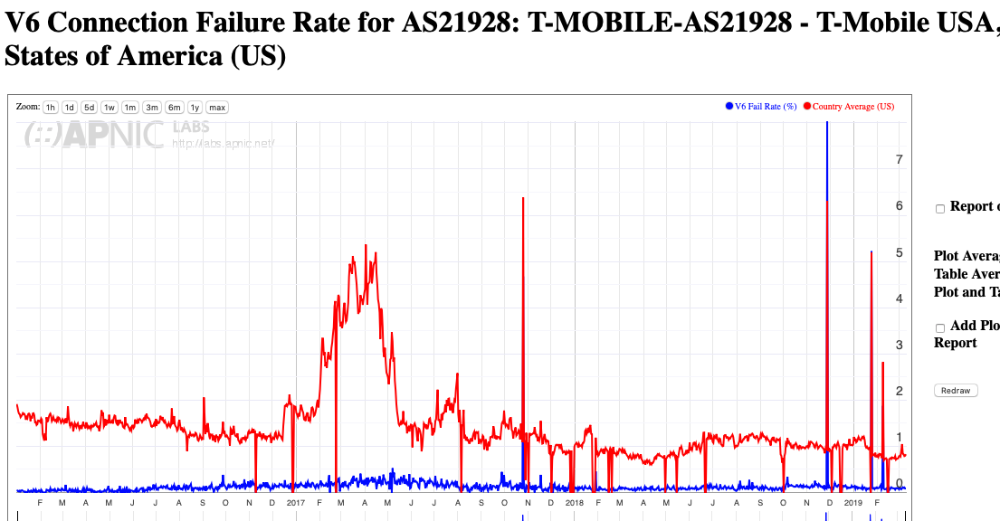 V6 Connection Failure Rate for AS21928: T-MOBILE-AS21928 - T-Mobile USA,
States of America (US)
Zoom: 1h 1d 5d 1w 1m 3m 6m 1y max
V6 Fail Rate (%) Country Average (US)
(::)APNIC LABS
http://labs.apnic.net/
7
6
5
4
3
2
1
0
F M A M J J A S O N D 2017 F M A M J J A S O N D 2018 F M A M J J A S O N D 2019 F
Report o
Plot Avera
Table Aver
Plot and Ta
Add Plo
Report
Redraw